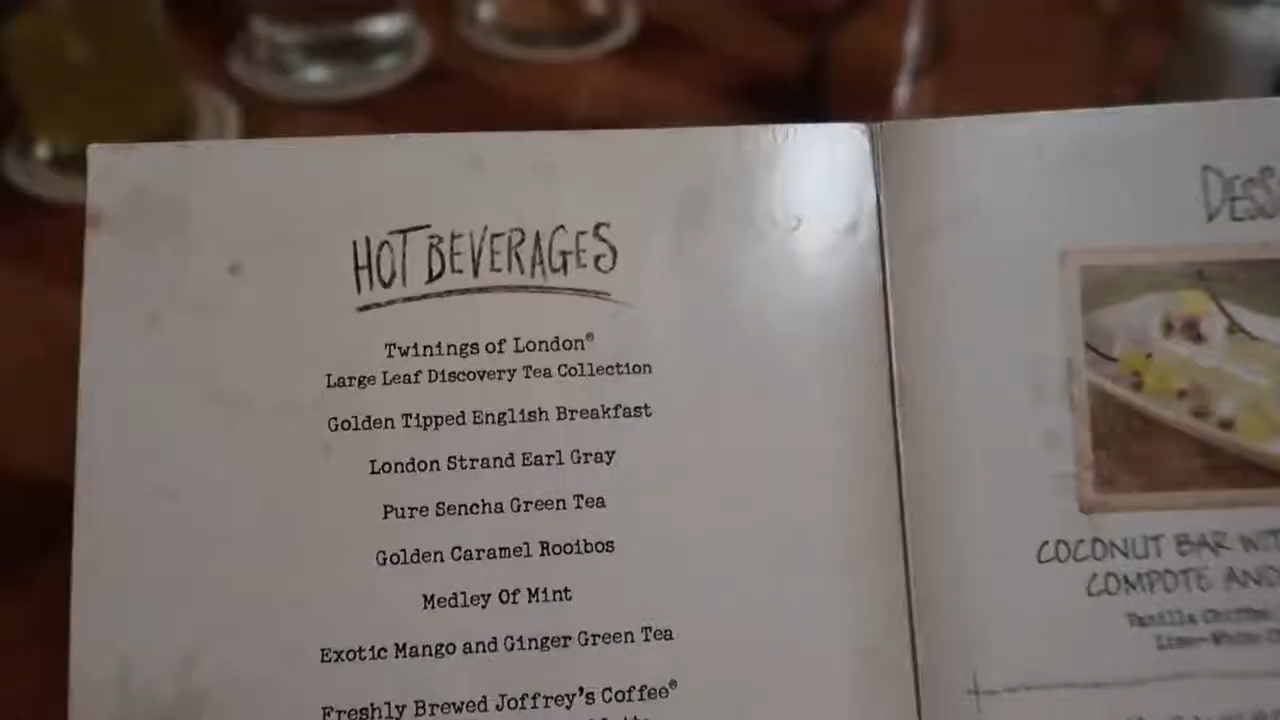 HOT BEVERAGES
Twinings of London®
Large Leaf Discovery Tea Collection
Golden Tipped English Breakfast
London Strand Earl Gray
Pure Sencha Green Tea
Golden Caramel Rooibos
Medley Of Mint
Exotic Mango and Ginger Green Tea
Freshly Brewed Joffrey's Coffee®
COCONUT BAR
COMPOTE AND
Vanilla